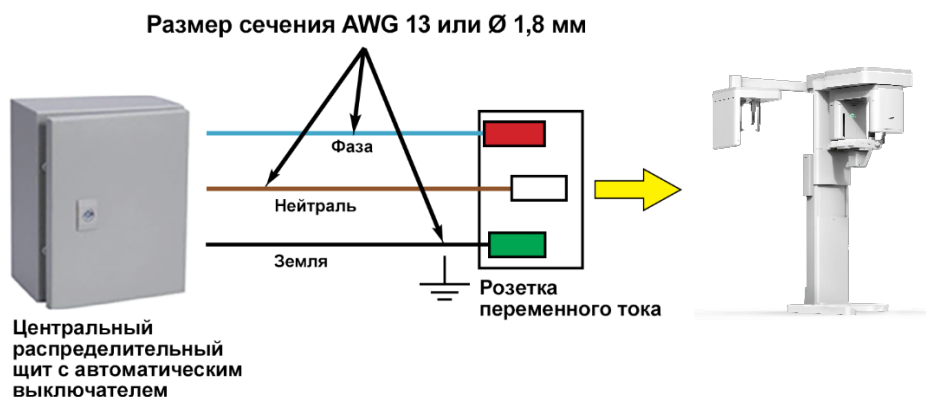 Размер сечения AWG 13 или Ø 1,8 мм
Фаза
Нейтраль
Земля
Розетка
переменного тока
Центральный
распределительный
щит с автоматическим
выключателем